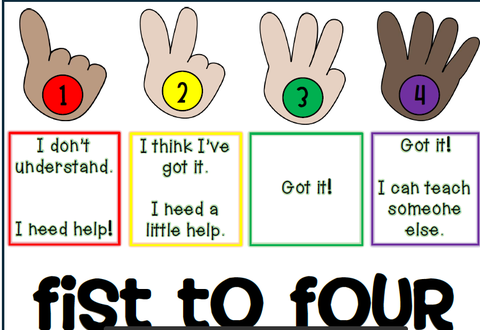 1
2
3
4
I don't
understand.
I need help!
I think I've
got it.
I need a
little help.
Got it!
Got it!
I can teach
someone
else.
fiST TO fOUR